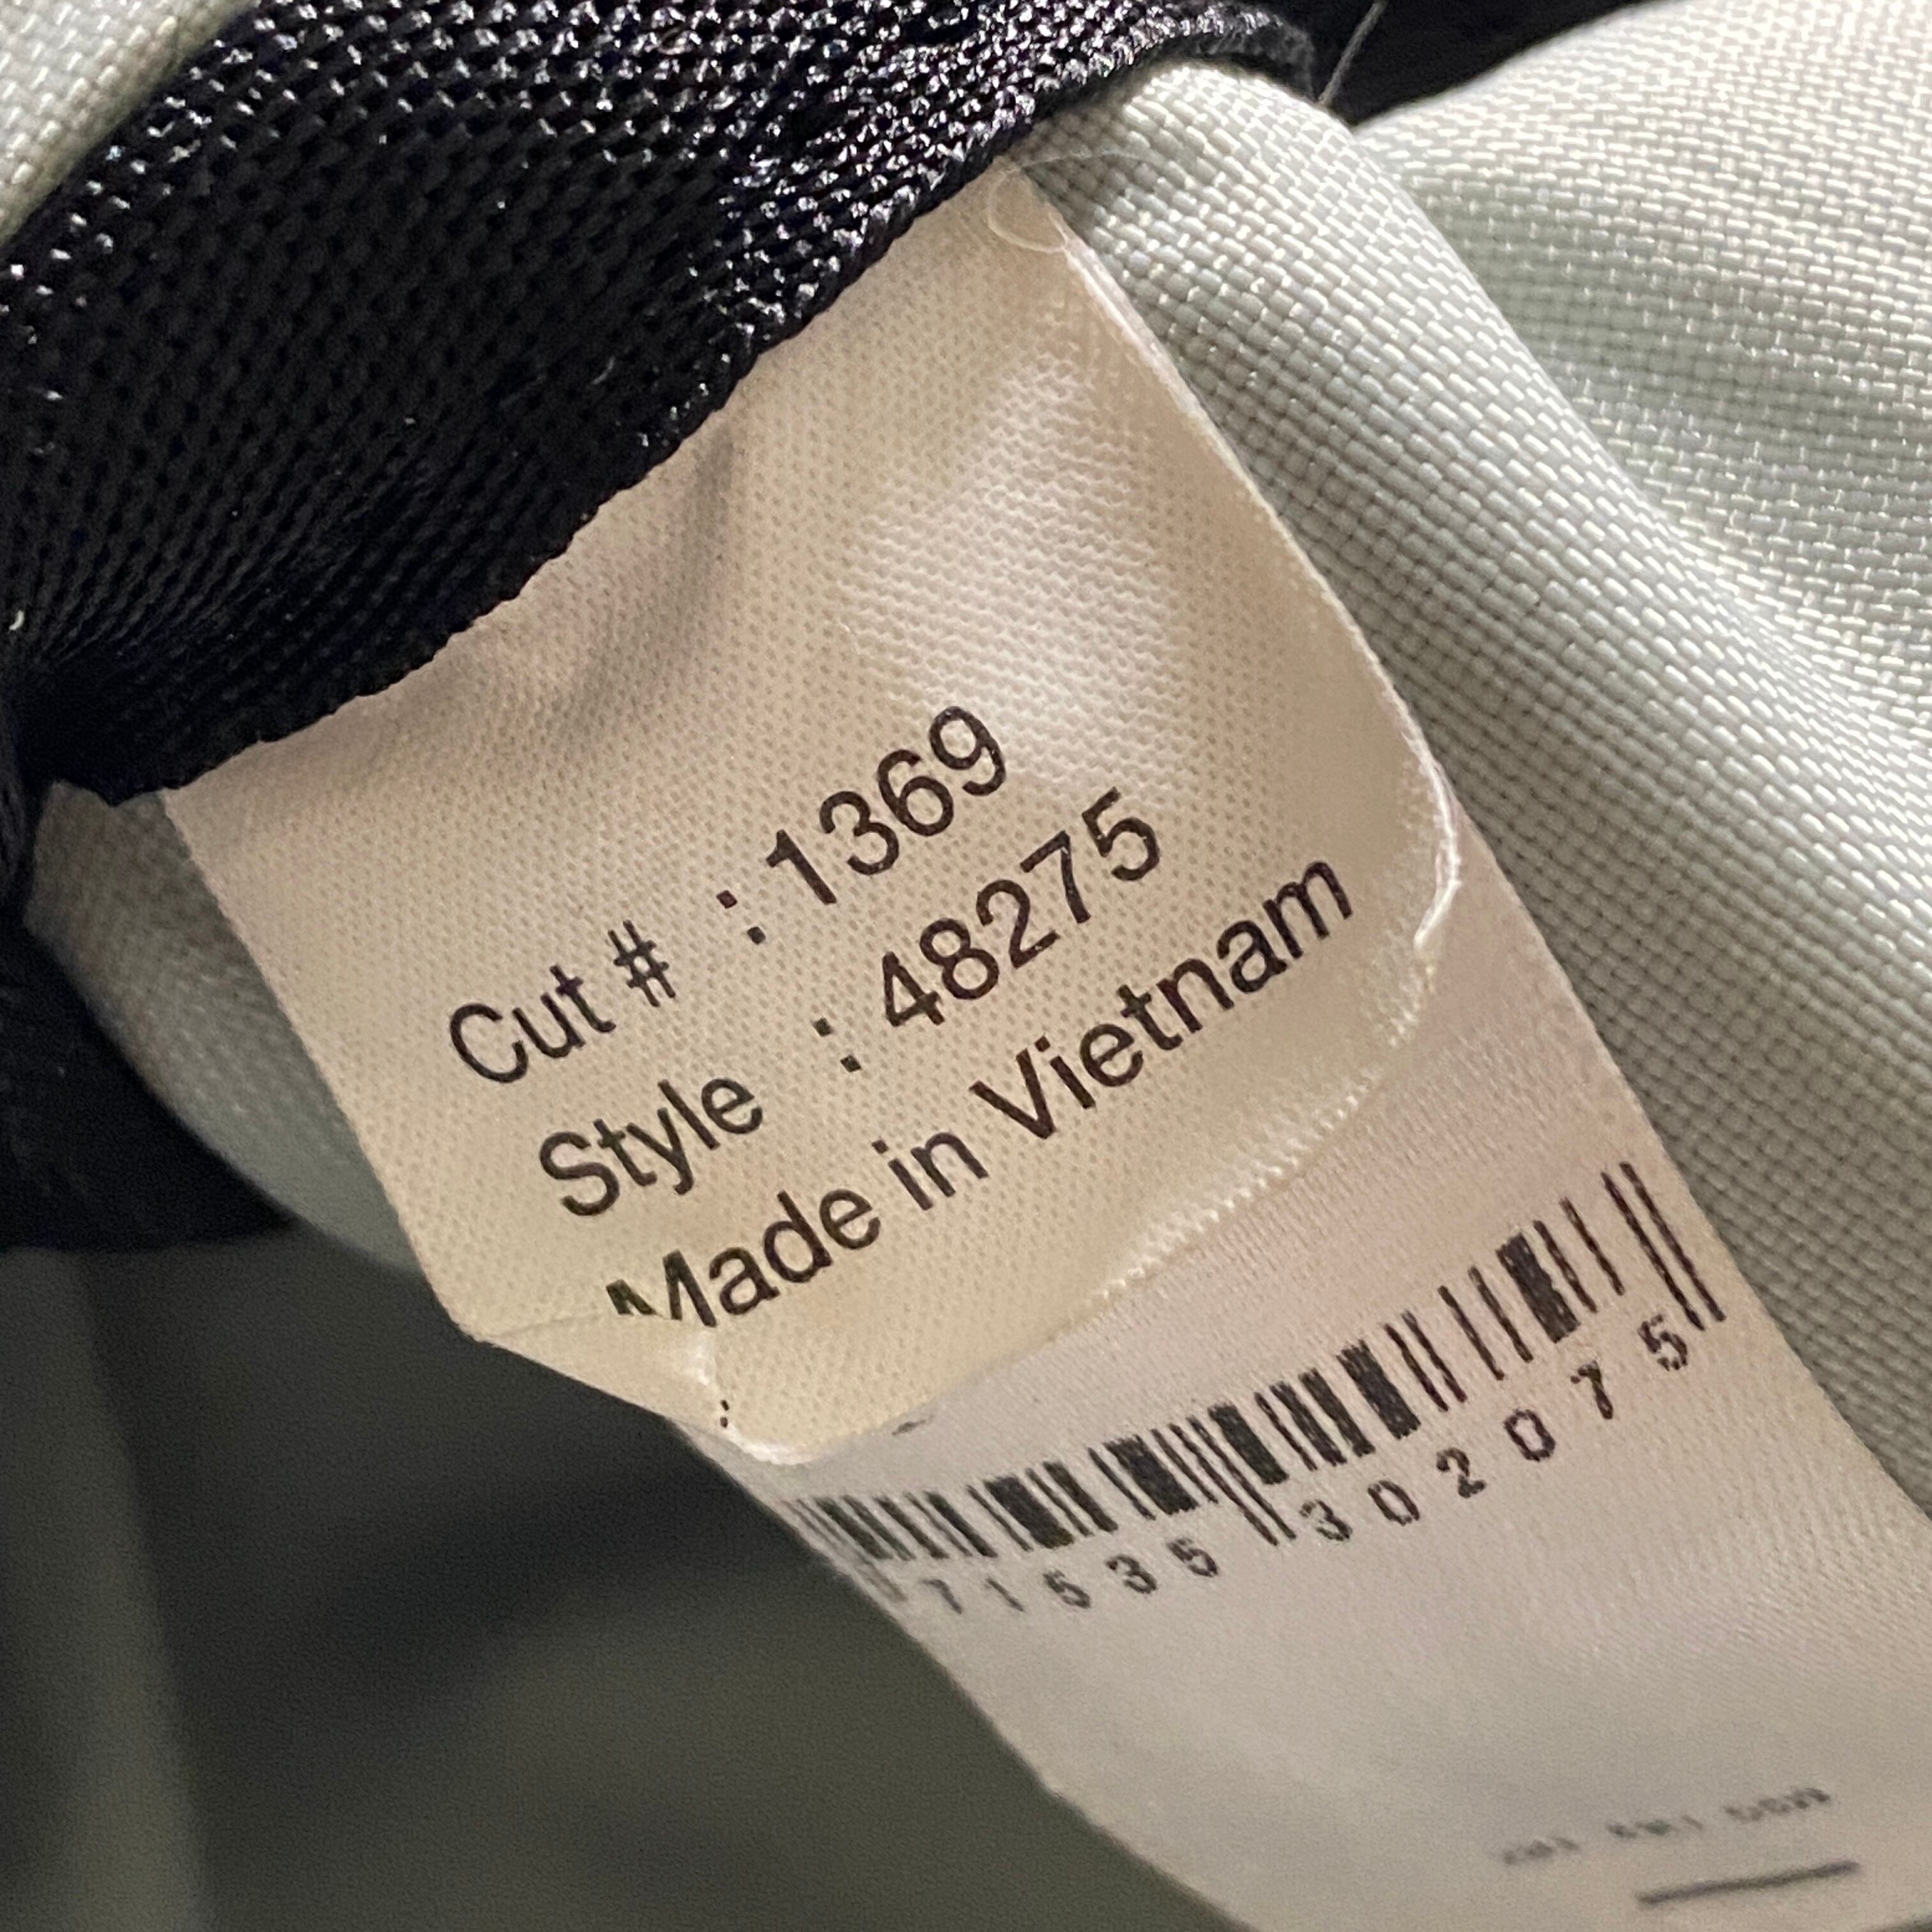 Cut # : 1369
Style : 48275
Made in Vietnam
71535 302075